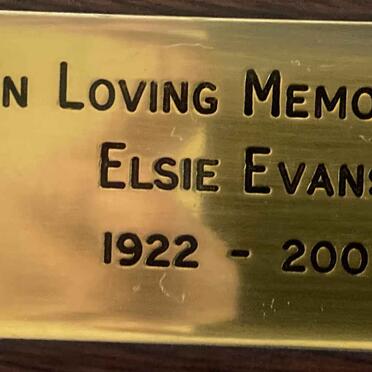 N LOVING MEMO
ELSIE EVANS
1922 - 200